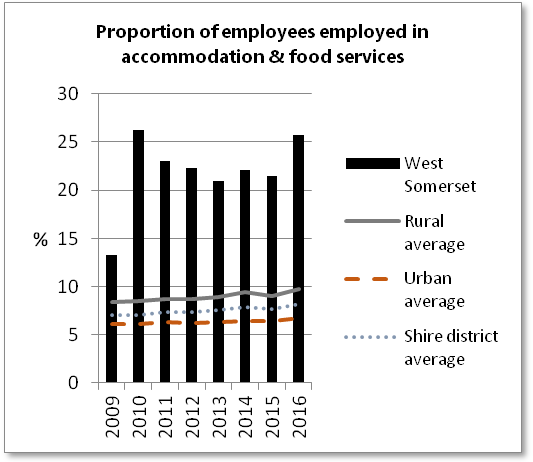 Proportion of employees employed in
accommodation & food services
30
25
20
15
10
5
0
%
2009
2010
2011
2012
2013
2014
2015
2016
West
Somerset
Rural
average
Urban
average
Shire district
average